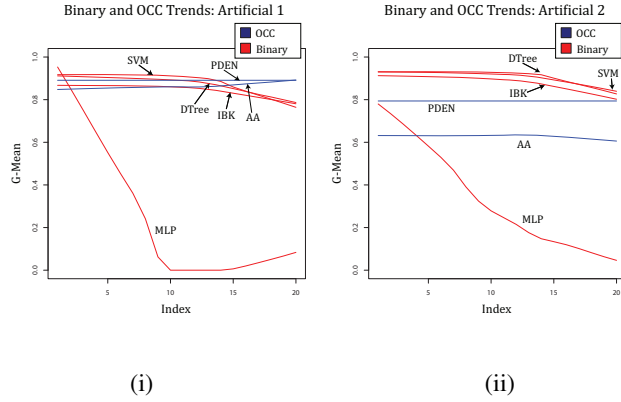 Binary and OCC Trends: Artificial 1
OCC
Binary
SVM
PDEN
DTree
IBK
AA
MLP
G-Mean
0.0
0.2
0.4
0.6
0.8
1.0
5
10
15
20
Index
(i)
Binary and OCC Trends: Artificial 2
OCC
Binary
DTree
SVM
IBK
PDEN
AA
MLP
G-Mean
0.0
0.2
0.4
0.6
0.8
1.0
5
10
15
20
Index
(ii)